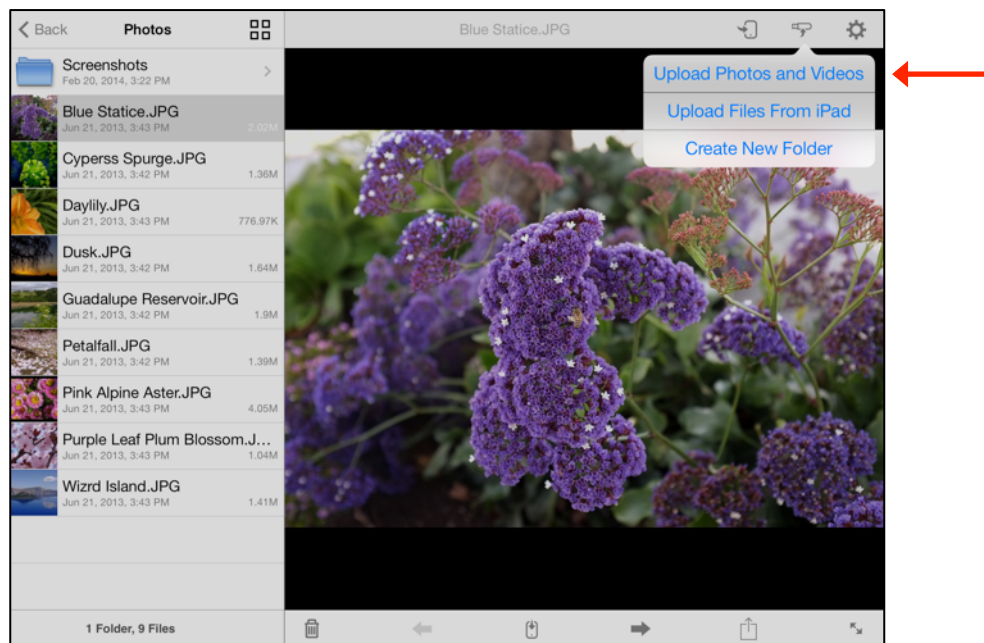 Back
Photos
Blue Statice.JPG
Upload Photos and Videos
Upload Files From iPad
Create New Folder
Screenshots
Feb 20, 2014, 3:22 PM
Blue Statice.JPG
Jun 21, 2013, 3:43 PM 2.02M
Cyperss Spurge.JPG
Jun 21, 2013, 3:42 PM 1.36M
Daylily.JPG
Jun 21, 2013, 3:43 PM 776.97K
Dusk.JPG
Jun 21, 2013, 3:42 PM 1.64M
Guadalupe Reservoir.JPG
Jun 21, 2013, 3:42 PM 1.9M
Petalfall.JPG
Jun 21, 2013, 3:42 PM 1.39M
Pink Alpine Aster.JPG
Jun 21, 2013, 3:43 PM 4.05M
Purple Leaf Plum Blossom.J...
Jun 21, 2013, 3:43 PM 1.04M
Wizrd Island.JPG
Jun 21, 2013, 3:43 PM 1.41M
1 Folder, 9 Files